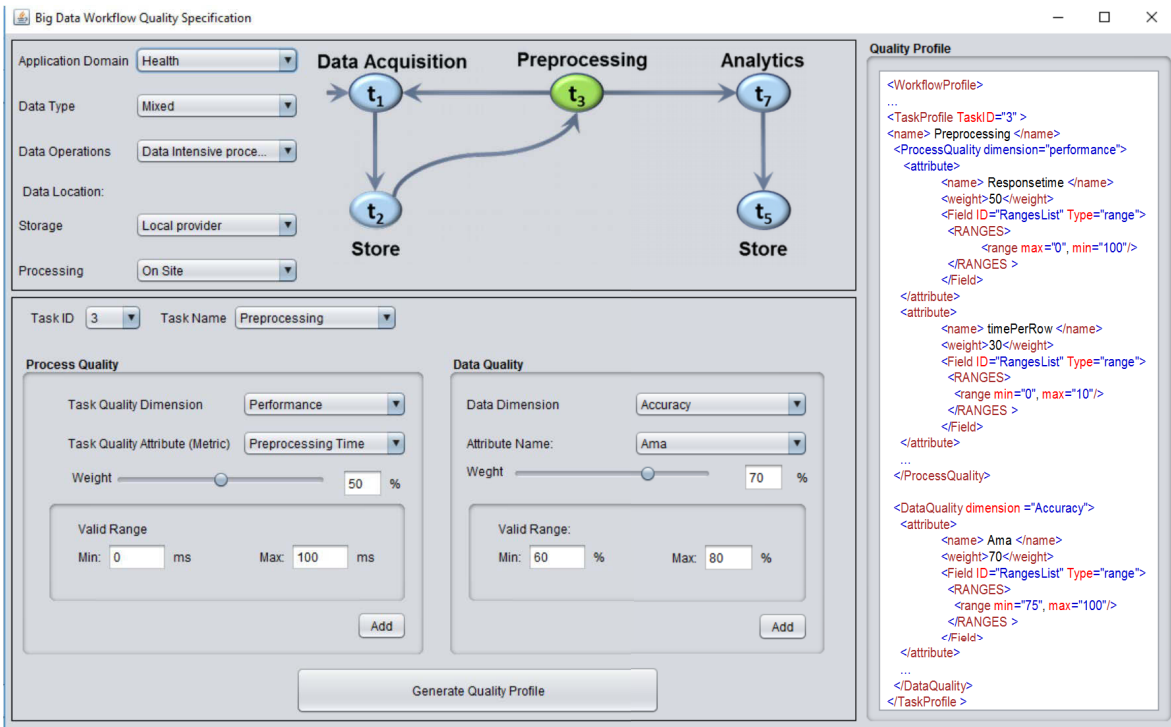 Big Data Workflow Quality Specification
Application Domain Health
Data Type Mixed
Data Operations Data Intensive proce...
Data Location:
Storage Local provider
Processing On Site
Data Acquisition Preprocessing Analytics
t1 t3 t7
t2 t5
Store Store
Task ID 3 Task Name Preprocessing
Process Quality
Task Quality Dimension Performance
Task Quality Attribute (Metric) Preprocessing Time
Weight 50 %
Valid Range
Min: 0 ms Max: 100 ms
Add
Data Quality
Data Dimension Accuracy
Attribute Name: Ama
Weght 70 %
Valid Range:
Min: 60 % Max: 80 %
Add
Generate Quality Profile
Quality Profile
<WorkflowProfile>
...
<TaskProfile TaskID="3" >
<name> Preprocessing </name>
<ProcessQuality dimension="performance">
<attribute>
<name> Responsetime </name>
<weight>50</weight>
<Field ID="RangesList" Type="range">
<RANGES>
<range max="0", min="100"/>
</RANGES >
</Field>
</attribute>
<attribute>
<name> timePerRow </name>
<weight>30</weight>
<Field ID="RangesList" Type="range">
<RANGES>
<range min="0", max="10"/>
</RANGES >
</Field>
</attribute>
...
</ProcessQuality>
<DataQuality dimension ="Accuracy">
<attribute>
<name> Ama </name>
<weight>70</weight>
<Field ID="RangesList" Type="range">
<RANGES>
<range min="75", max="100"/>
</RANGES >
</Field>
</attribute>
...
</DataQuality>
</TaskProfile >